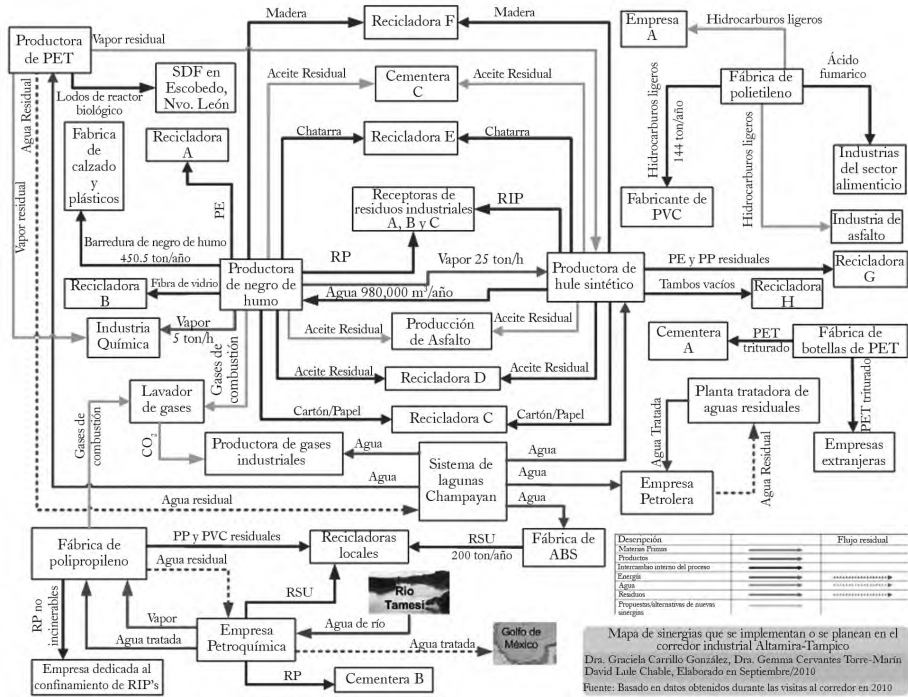 Productora
de PET
Vapor residual
Madera
Recicladora F
Madera
Empresa
A
Hidrocarburos ligeros
Fábrica de
polietileno
Ácido
fumarico
Agua Residual
Vapor residual
Lodos de reactor
biológico
SDF en
Escobedo,
Nvo. León
Aceite Residual
Cementera
C
Aceite Residual
Hidrocarburos ligeros
144 ton/año
Hidrocarburos ligeros
Fabrica
de
calzado
y
plásticos
Recicladora
A
PE
Chatarra
Recicladora E
Chatarra
Industrias
del sector
alimenticio
Fabricante
de PVC
Industria de
asfalto
Receptoras de
residuos industriales
A, B y C
RIP
RP
Barredura de negro de humo
450.5 ton/año
Recicladora
B
Fibra de vidrio
Productora
de negro de
humo
Vapor 25 ton/h
Agua 980,000 m³/año
Productora de
hule sintético
PE y PP residuales
Recicladora
G
Tambos vacíos
Recicladora
H
Industria
Química
Vapor
5 ton/h
Gases de
combustión
Aceite Residual
Producción
de Asfalto
Aceite Residual
Cementera
A
PET
triturado
Fábrica de
botellas de PET
PET triturado
Aceite Residual
Recicladora D
Aceite Residual
Lavador
de gases
Gases de
combustión
CO₂
Cartón/Papel
Recicladora C
Cartón/Papel
Planta tratadora de
aguas residuales
Agua Tratada
Agua Residual
Empresas
extranjeras
Productora de gases
industriales
Agua
Agua
Agua residual
Sistema de
lagunas
Champayan
Agua
Agua
Agua
Empresa
Petrolera
Fábrica de
polipropileno
PP y PVC residuales
Recicladoras
locales
RSU
200 ton/año
Fábrica de
ABS
Agua residual
RSU
RP no
incinerables
Vapor
Agua tratada
Empresa
Petroquímica
Río
Tamesí
Agua de río
Agua tratada
Golfo de
México
Empresa dedicada al
confinamiento de RIP's
RP
Cementera B
Descripción
Flujo residual
Materias Primas
Productos
Intercambio interno del proceso
Energía
Agua
Residuos
Propuestas/alternativas de nuevas
sinergias
Mapa de sinergias que se implementan o se planean en el
corredor industrial Altamira-Tampico
Dra. Graciela Carrillo González, Dra. Gemma Cervantes Torre-Marín
David Lule Chable, Elaborado en Septiembre/2010
Fuente: Basado en datos obtenidos durante las visitas al corredor en 2010